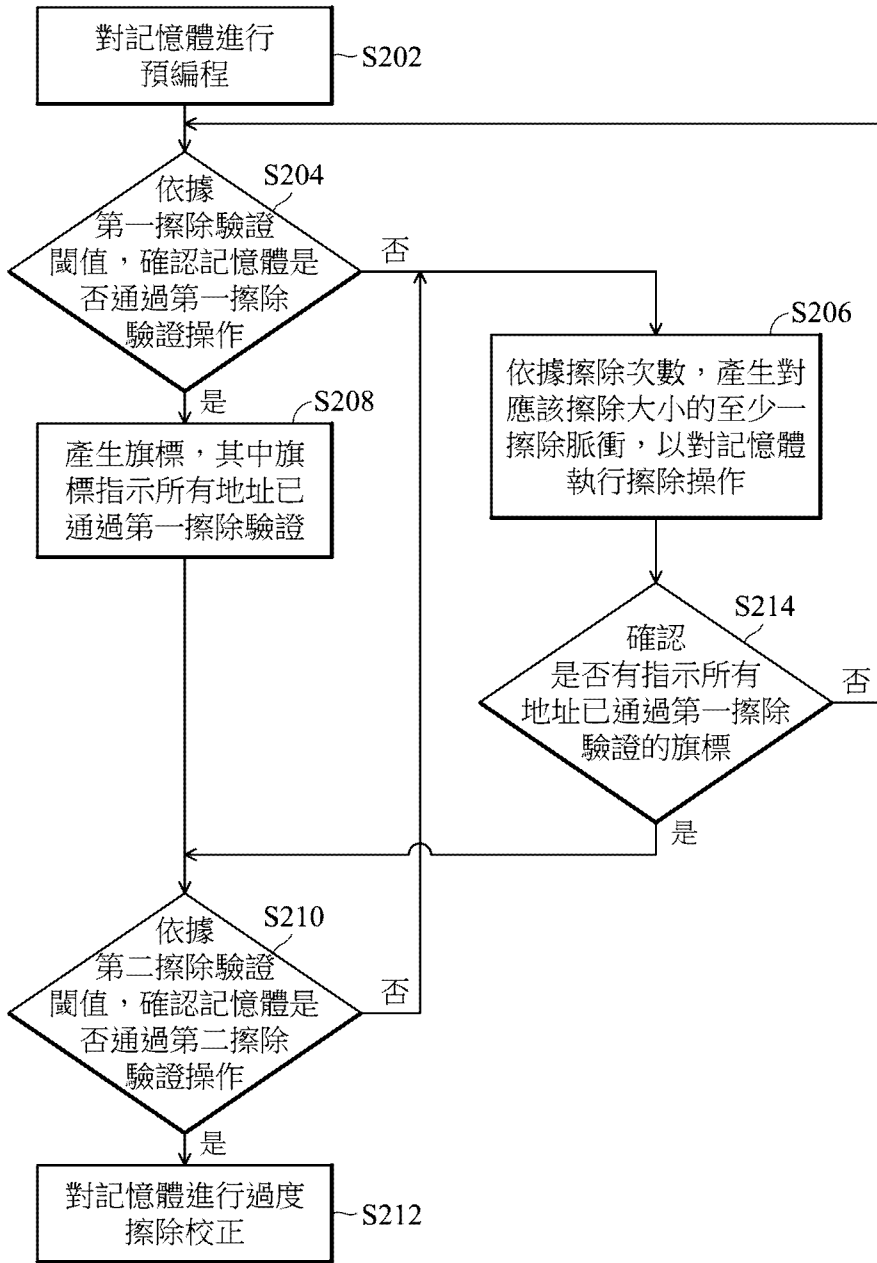 對記憶體進行
預編程
S202
S204
依據
第一擦除驗證
閾值，確認記憶體是
否通過第一擦除
驗證操作
否
是
S206
依據擦除次數，產生對
應該擦除大小的至少一
擦除脈衝，以對記憶體
執行擦除操作
S208
產生旗標，其中旗
標指示所有地址已
通過第一擦除驗證
S214
確認
是否有指示所有
地址已通過第一擦除
驗證的旗標
否
是
S210
依據
第二擦除驗證
閾值，確認記憶體是
否通過第二擦除
驗證操作
否
是
對記憶體進行過度
擦除校正
S212